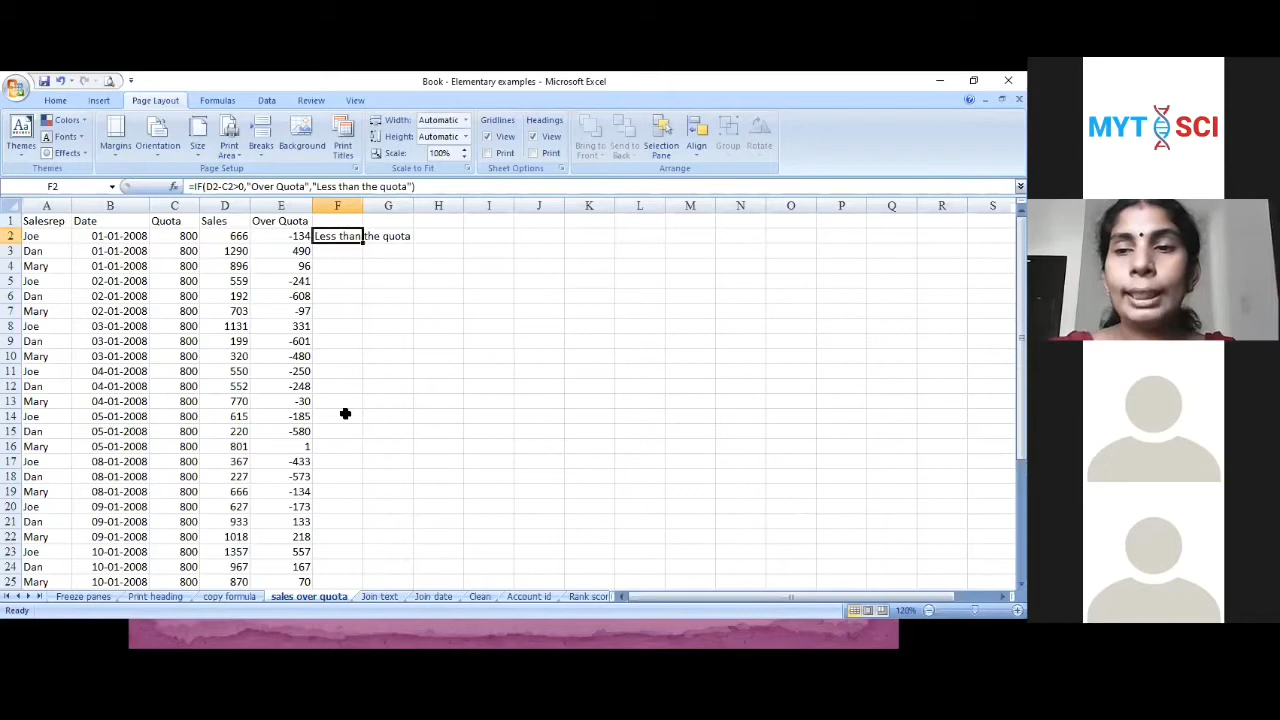 Book - Elementary examples - Microsoft Excel
Home Insert Page Layout Formulas Data Review View
Themes
Colors
Fonts
Effects
Themes
Margins Orientation Size Print Area Breaks Background Print Titles
Page Setup
Width: Automatic
Height: Automatic
Scale: 100%
Scale to Fit
Gridlines Headings
View View
Print Print
Sheet Options
Bring to Front Send to Back Selection Pane Align Group Rotate
Arrange
F2 fx =IF(D2-C2>0,"Over Quota","Less than the quota")
A B C D E F G H I J K L M N O P Q R S
1 Salesrep Date Quota Sales Over Quota
2 Joe 01-01-2008 800 666 -134 Less than the quota
3 Dan 01-01-2008 800 1290 490
4 Mary 01-01-2008 800 896 96
5 Joe 02-01-2008 800 559 -241
6 Dan 02-01-2008 800 192 -608
7 Mary 02-01-2008 800 703 -97
8 Joe 03-01-2008 800 1131 331
9 Dan 03-01-2008 800 199 -601
10 Mary 03-01-2008 800 320 -480
11 Joe 04-01-2008 800 550 -250
12 Dan 04-01-2008 800 552 -248
13 Mary 04-01-2008 800 770 -30
14 Joe 05-01-2008 800 615 -185
15 Dan 05-01-2008 800 220 -580
16 Mary 05-01-2008 800 801 1
17 Joe 08-01-2008 800 367 -433
18 Dan 08-01-2008 800 227 -573
19 Mary 08-01-2008 800 666 -134
20 Joe 09-01-2008 800 627 -173
21 Dan 09-01-2008 800 933 133
22 Mary 09-01-2008 800 1018 218
23 Joe 10-01-2008 800 1357 557
24 Dan 10-01-2008 800 967 167
25 Mary 10-01-2008 800 870 70
Freeze panes Print heading copy formula sales over quota Join text Join date Clean Account id Rank scor
Ready 120%
MYT SCI